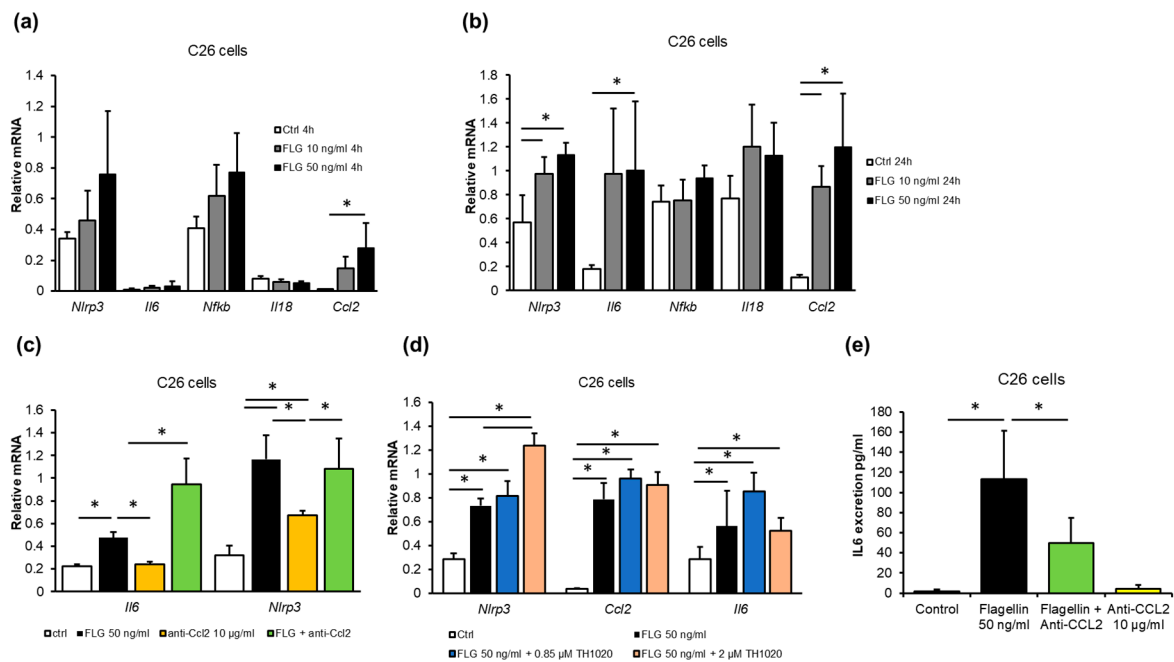 (a)
C26 cells
Relative mRNA
1.4
1.2
1
0.8
0.6
0.4
0.2
0
Ctrl 4h
FLG 10 ng/ml 4h
FLG 50 ng/ml 4h
*
Nlrp3 Il6 Nfkb Il18 Ccl2
(b)
C26 cells
Relative mRNA
1.8
1.6
1.4
1.2
1
0.8
0.6
0.4
0.2
0
* * *
Ctrl 24h
FLG 10 ng/ml 24h
FLG 50 ng/ml 24h
Nlrp3 Il6 Nfkb Il18 Ccl2
(c)
C26 cells
Relative mRNA
1.6
1.4
1.2
1
0.8
0.6
0.4
0.2
0
* * * * * * *
Il6 Nlrp3
Ctrl FLG 50 ng/ml anti-Ccl2 10 µg/ml FLG + anti-Ccl2
(d)
C26 cells
Relative mRNA
1.6
1.4
1.2
1
0.8
0.6
0.4
0.2
0
* * * * * * * * *
Nlrp3 Ccl2 Il6
Ctrl FLG 50 ng/ml
FLG 50 ng/ml + 0.85 µM TH1020 FLG 50 ng/ml + 2 µM TH1020
(e)
C26 cells
IL6 excretion pg/ml
180
160
140
120
100
80
60
40
20
0
* *
Control Flagellin Flagellin + Anti-CCL2
50 ng/ml Anti-CCL2 10 µg/ml